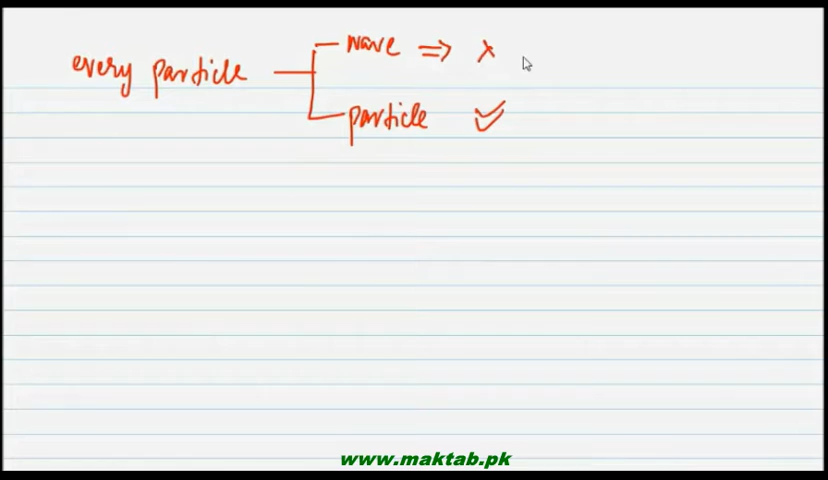 wave ⇒ x
every particle
particle ✓
www.maktab.pk